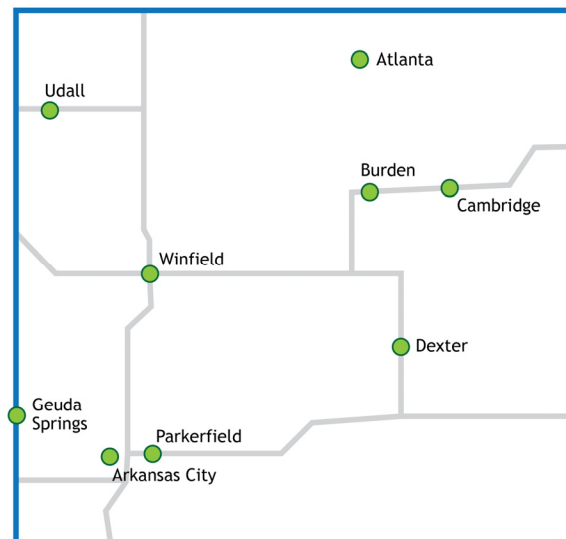 Atlanta
Udall
Burden
Cambridge
Winfield
Dexter
Geuda
Springs
Parkerfield
Arkansas City